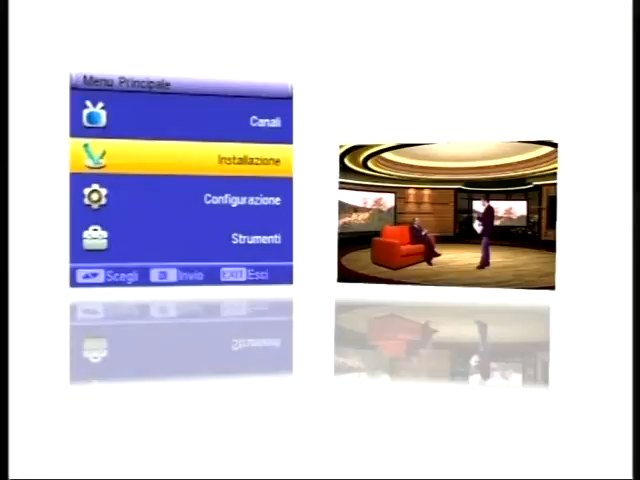 Menu Principale
Canali
Installazione
Configurazione
Strumenti
Scegli Invio EXIT Esci